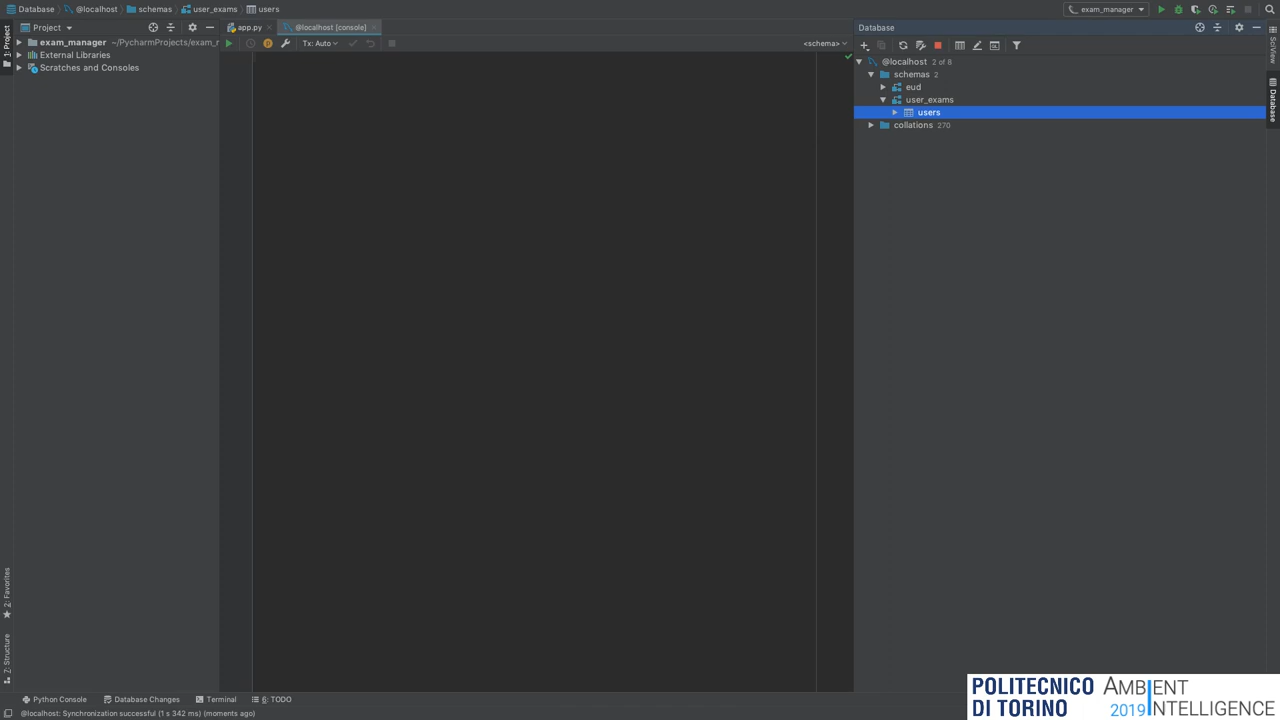 Database @localhost schemas user_exams users
exam_manager
Project
app.py
@localhost [console]
Database
Tx: Auto
<schema>
1: Project
exam_manager ~/PycharmProjects/exam_r
External Libraries
Scratches and Consoles
@localhost 2 of 8
schemas 2
eud
user_exams
users
collations 270
SciView
Database
2: Favorites
7: Structure
Python Console Database Changes Terminal 6: TODO
@localhost: Synchronization successful (1 s 342 ms) (moments ago)
POLITECNICO
DI TORINO
AMBIENT
2019 INTELLIGENCE